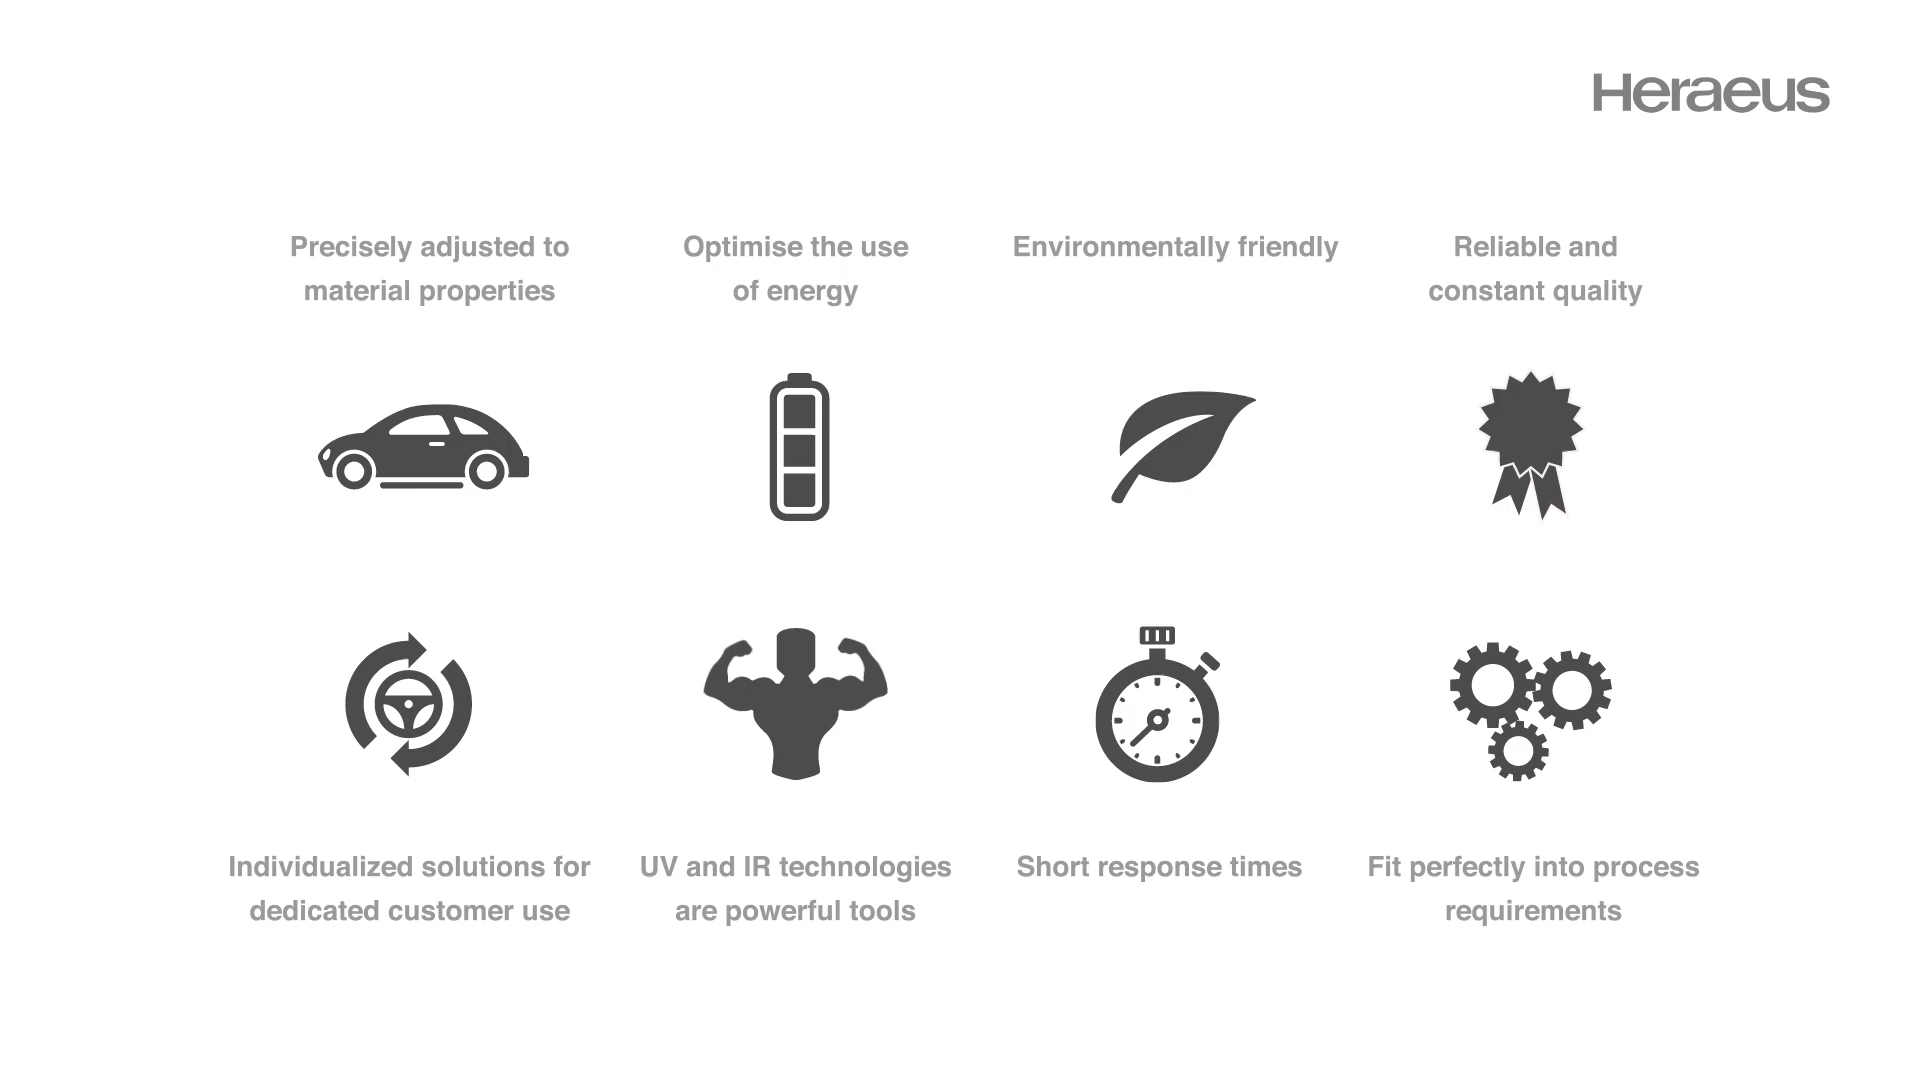 Heraeus
Precisely adjusted to
material properties
Optimise the use
of energy
Environmentally friendly
Reliable and
constant quality
Individualized solutions for
dedicated customer use
UV and IR technologies
are powerful tools
Short response times
Fit perfectly into process
requirements